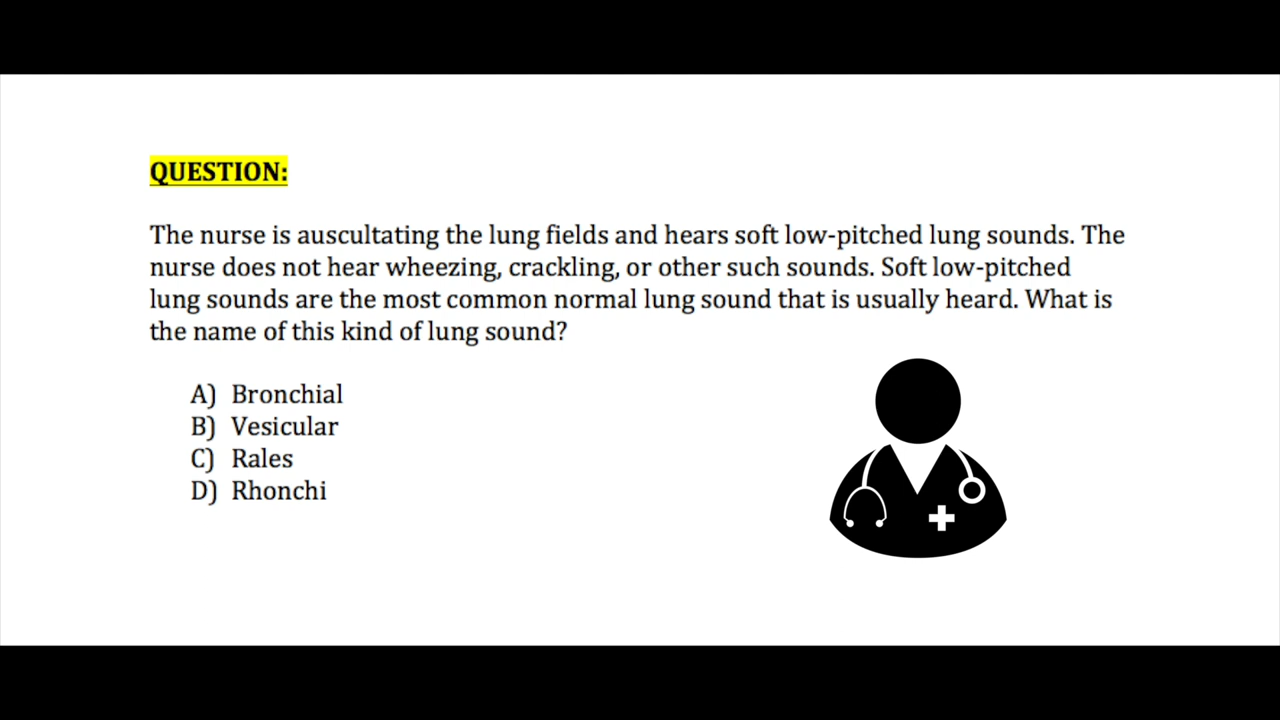 QUESTION:
The nurse is auscultating the lung fields and hears soft low-pitched lung sounds. The
nurse does not hear wheezing, crackling, or other such sounds. Soft low-pitched
lung sounds are the most common normal lung sound that is usually heard. What is
the name of this kind of lung sound?
A) Bronchial
B) Vesicular
C) Rales
D) Rhonchi